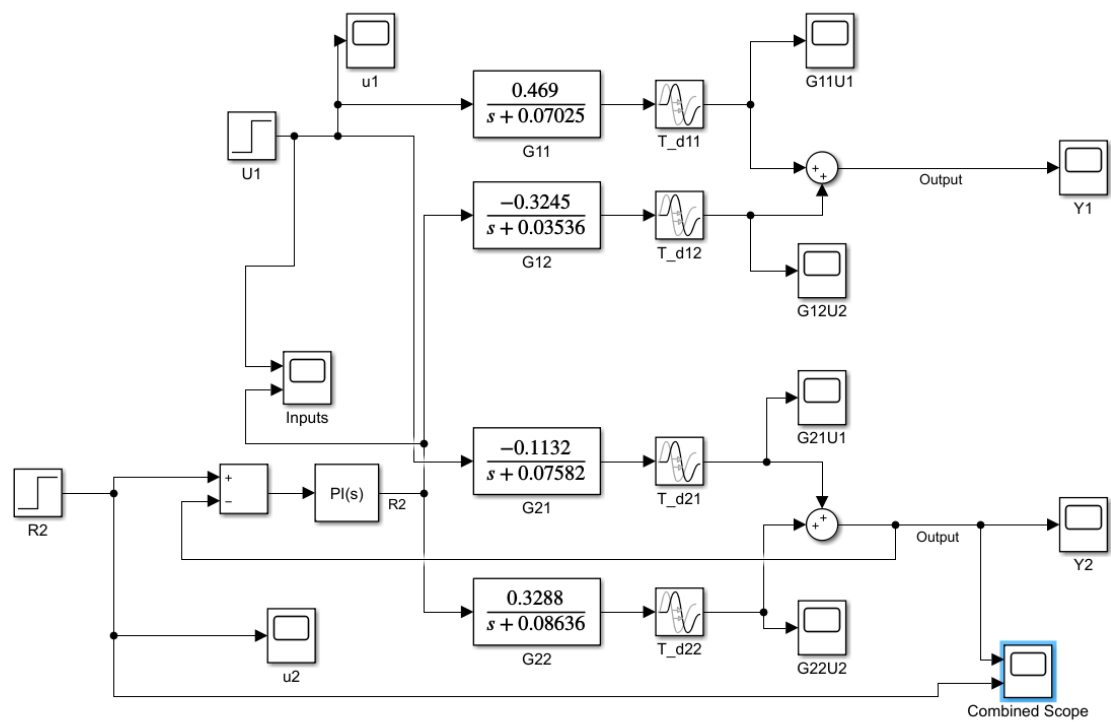 u1
G11U1
0.469
s + 0.07025
G11
T_d11
U1
+
+
Output
Y1
−0.3245
s + 0.03536
G12
T_d12
G12U2
Inputs
G21U1
−0.1132
s + 0.07582
G21
T_d21
R2
+
−
PI(s)
R2
+
+
Output
Y2
0.3288
s + 0.08636
G22
T_d22
G22U2
u2
Combined Scope